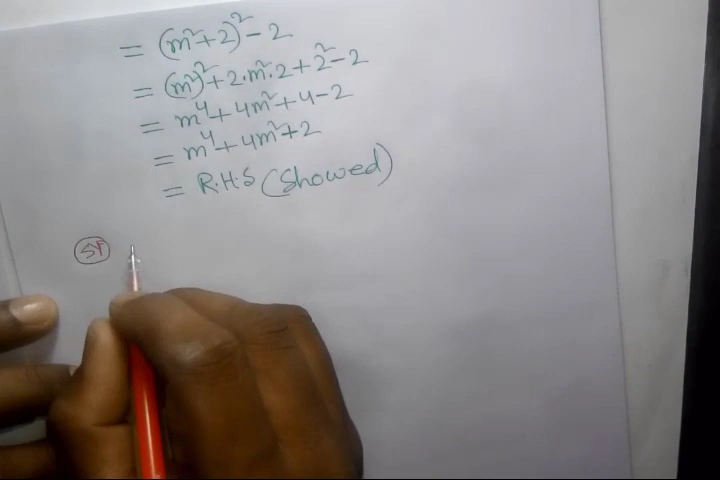 = (m²+2)² - 2
= (m²)² + 2.m².2 + 2² - 2
= m⁴ + 4m² + 4 - 2
= m⁴ + 4m² + 2
= R.H.S (Showed)